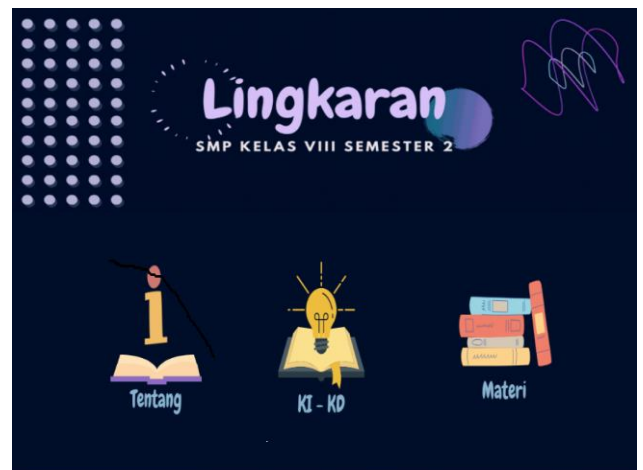 Lingkaran
SMP KELAS VIII SEMESTER 2
i
Tentang
KI - KD
Materi